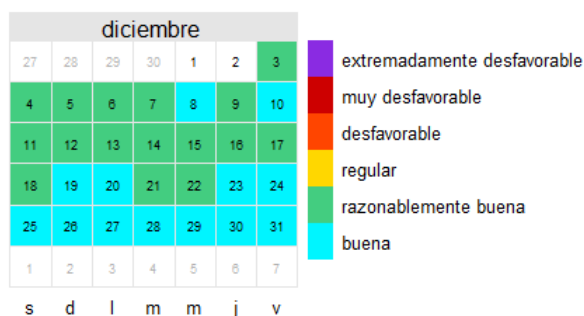 diciembre
27 28 29 30 1 2 3
4 5 6 7 8 9 10
11 12 13 14 15 16 17
18 19 20 21 22 23 24
25 26 27 28 29 30 31
1 2 3 4 5 6 7
s d l m m j v
extremadamente desfavorable
muy desfavorable
desfavorable
regular
razonablemente buena
buena